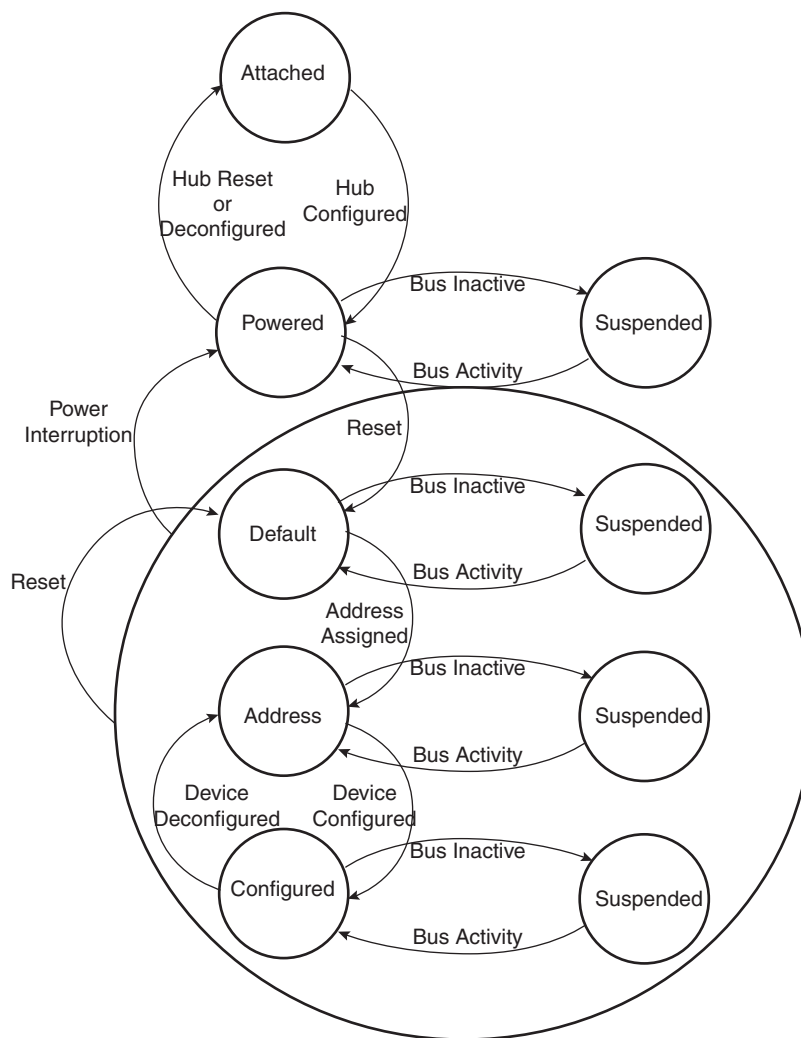 Attached
Hub Reset
or
Deconfigured
Hub
Configured
Bus Inactive
Powered
Suspended
Bus Activity
Power
Interruption
Reset
Bus Inactive
Default
Suspended
Bus Activity
Reset
Address
Assigned
Bus Inactive
Address
Suspended
Bus Activity
Device
Deconfigured
Device
Configured
Bus Inactive
Configured
Suspended
Bus Activity